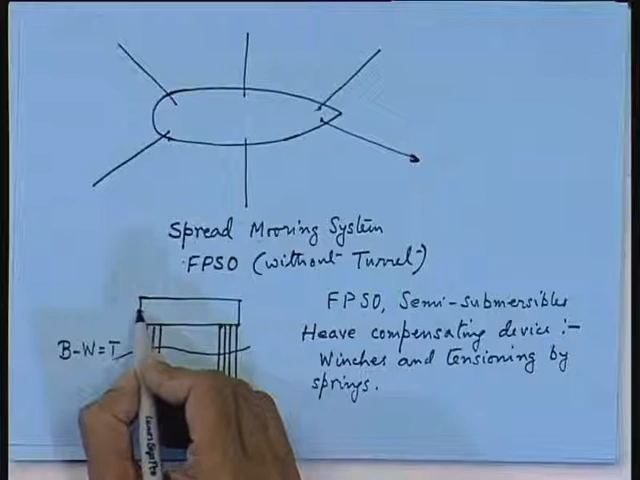 Spread Mooring System
FPSO (without Turret)
B-W=T
FPSO, Semi-submersibles
Heave compensating device :-
Winches and tensioning by
springs.